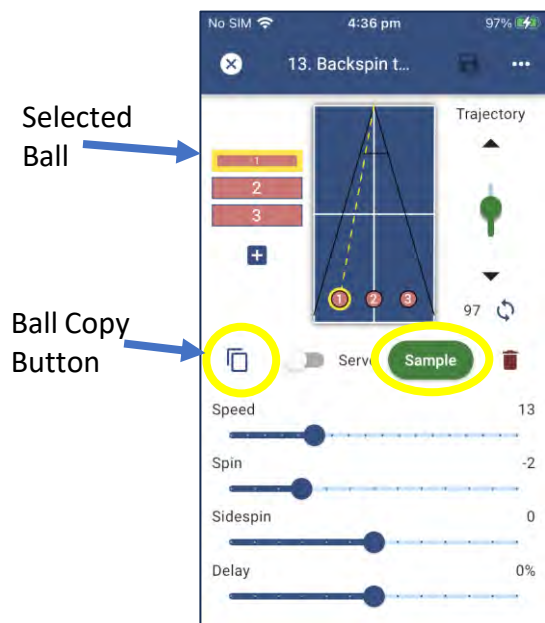 No SIM 4:36 pm 97%
13. Backspin t...
Selected
Ball
Trajectory
1
2
3
1 2 3
97
Ball Copy
Button
Serve Sample
Speed 13
Spin -2
Sidespin 0
Delay 0%